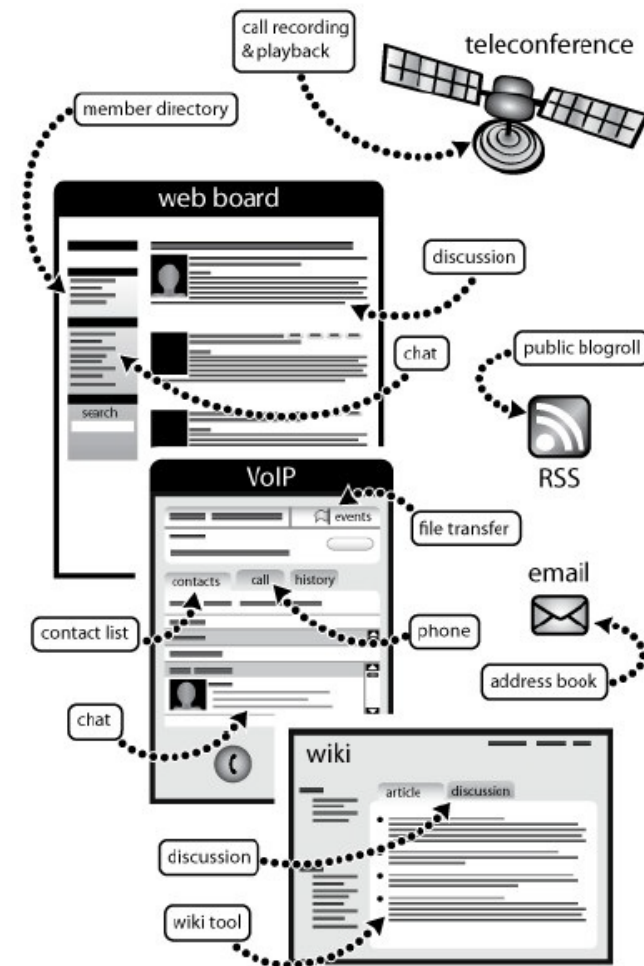 call recording
& playback
teleconference
member directory
web board
discussion
chat
public blogroll
search
RSS
VoIP
events
file transfer
email
contacts
call
history
contact list
phone
address book
chat
wiki
article
discussion
discussion
wiki tool